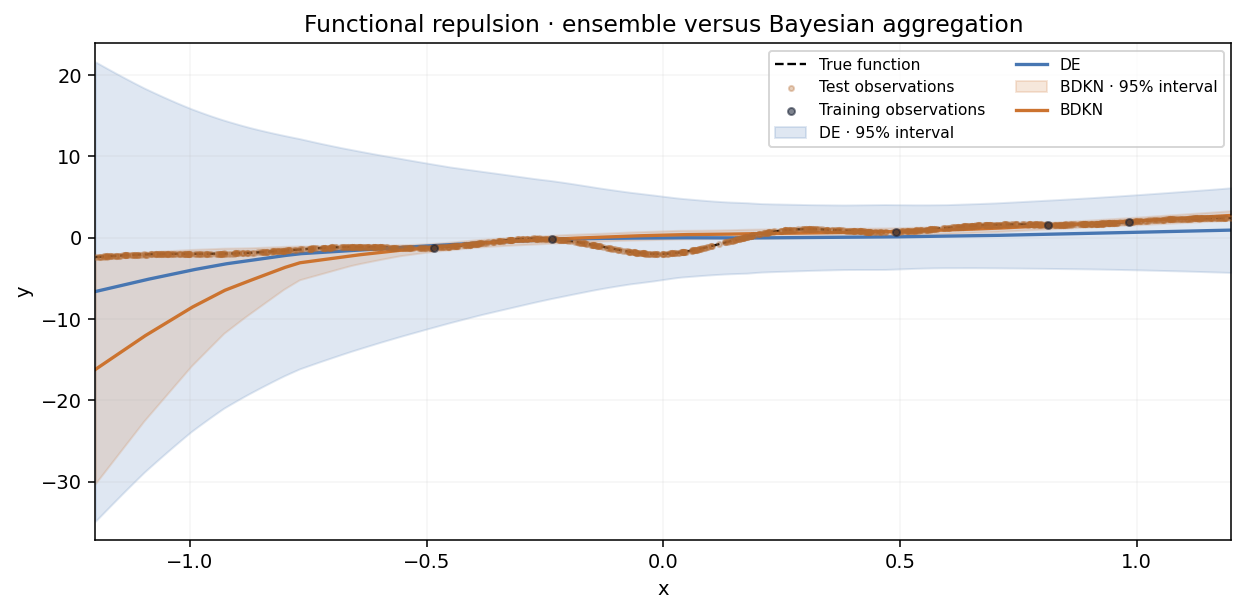 Functional repulsion · ensemble versus Bayesian aggregation
True function
Test observations
Training observations
DE · 95% interval
DE
BDKN · 95% interval
BDKN
20
10
0
−10
−20
−30
y
−1.0
−0.5
0.0
0.5
1.0
x